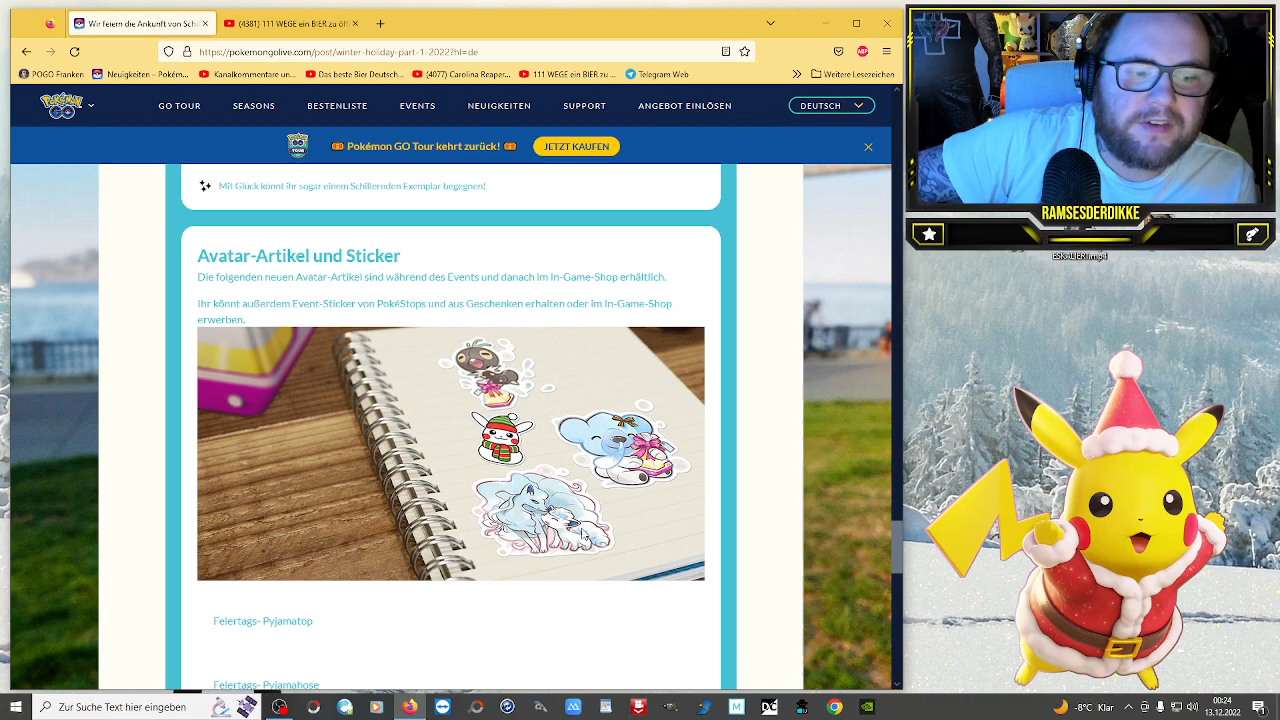 Wir feiern die Ankunft von Sch
(4381) 111 WEGE ein BIER
pokemongolive.com/post/winter-holiday-part-1-2022?hl=de
POGO Franken
Neuigkeiten – Pokém...
Kanalkommentare un...
Das beste Bier deutsch...
(4077) Carolina Reaper...
111 WEGE ein BIER zu ...
Telegram Web
Weitere Lesezeichen
GO TOUR
SEASONS
BESTENLISTE
EVENTS
NEUIGKEITEN
SUPPORT
ANGEBOT EINLÖSEN
DEUTSCH
Pokémon GO Tour kehrt zurück!
JETZT KAUFEN
Mit Glück könnt ihr sogar einem Schillernden Exemplar begegnen!
Avatar-Artikel und Sticker
Die folgenden neuen Avatar-Artikel sind während des Events und danach im In-Game-Shop erhältlich.
Ihr könnt außerdem Event-Sticker von PokéStops und aus Geschenken erhalten oder im In-Game-Shop
erwerben.
Feiertags- Pyjamatop
Feiertags- Pyjamahose
RAMSESDERDIKKE
Zur Suche Text hier eingeben
8°C Klar
00:24
13.12.2022